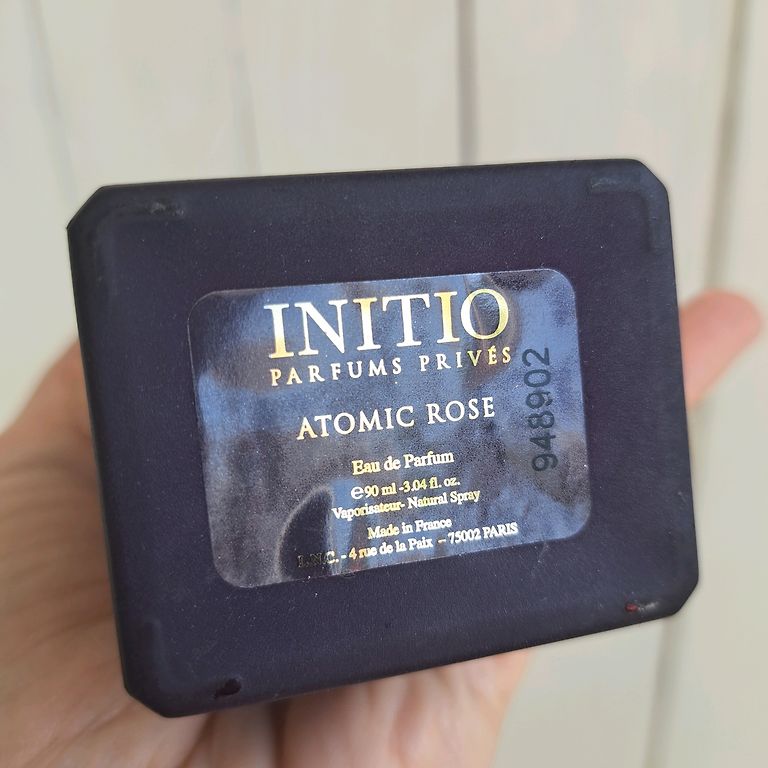 INITIO
PARFUMS PRIVÉS
ATOMIC ROSE
Eau de Parfum
℮90 ml -3.04 fl. oz.
Vaporisateur- Natural Spray
Made in France
I.N.C. - 4 rue de la Paix – 75002 PARIS
948902